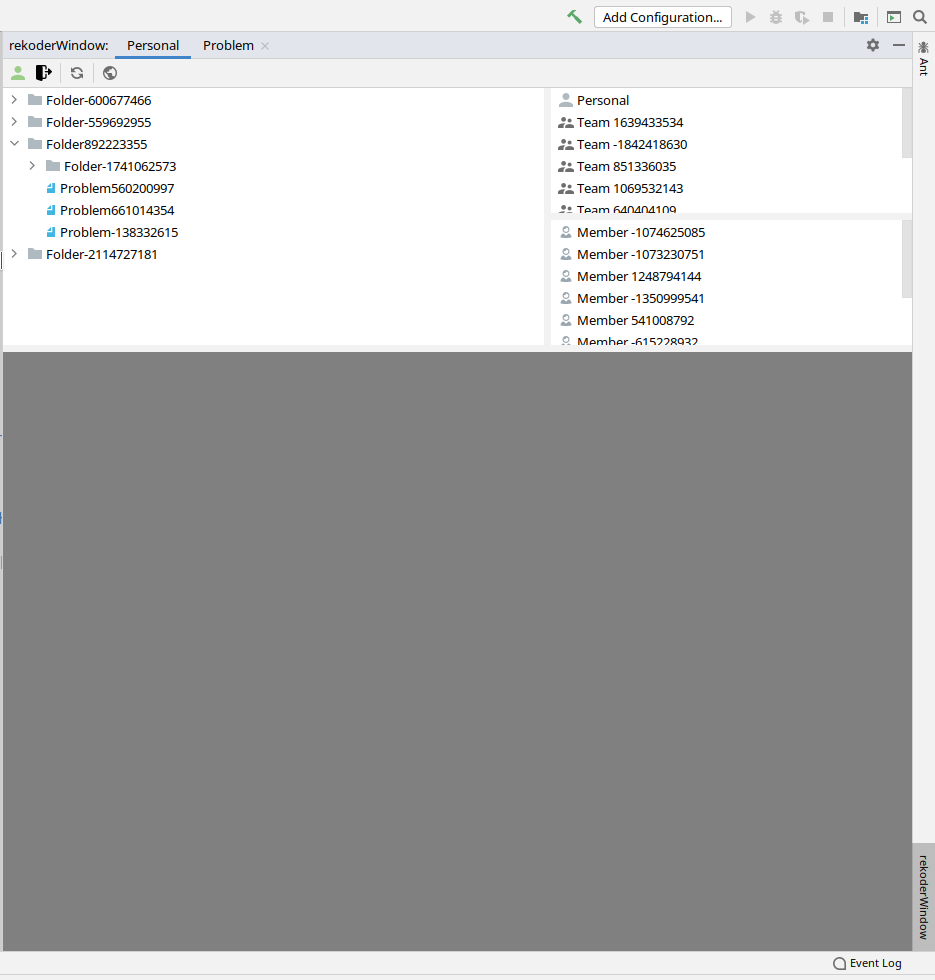 Add Configuration...
rekoderWindow: Personal Problem
Folder-600677466
Folder-559692955
Folder892223355
Folder-1741062573
Problem560200997
Problem661014354
Problem-138332615
Folder-2114727181
Personal
Team 1639433534
Team -1842418630
Team 851336035
Team 1069532143
Team 640404109
Member -1074625085
Member -1073230751
Member 1248794144
Member -1350999541
Member 541008792
Member -615228932
Ant
rekoderWindow
Event Log